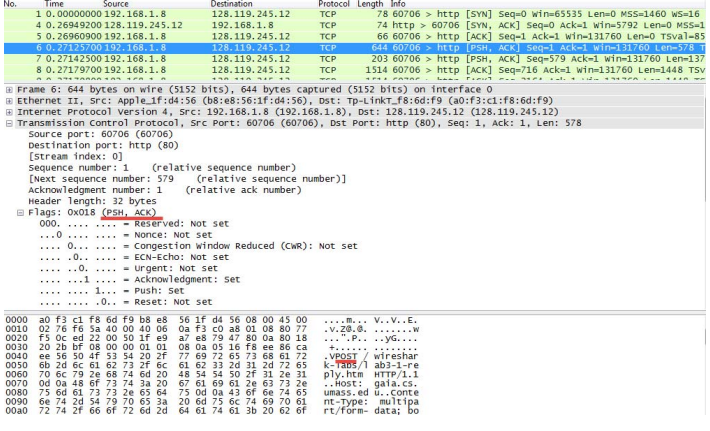 No. Time Source Destination Protocol Length Info
1 0.00000000 192.168.1.8 128.119.245.12 TCP 78 60706 > http [SYN] Seq=0 Win=65535 Len=0 MSS=1460 WS=16
4 0.26949200 128.119.245.12 192.168.1.8 TCP 74 http > 60706 [SYN, ACK] Seq=0 Ack=1 Win=5792 Len=0 MSS=1
5 0.26960900 192.168.1.8 128.119.245.12 TCP 66 60706 > http [ACK] Seq=1 Ack=1 Win=131760 Len=0 TSval=85
6 0.27125700 192.168.1.8 128.119.245.12 TCP 644 60706 > http [PSH, ACK] Seq=1 Ack=1 Win=131760 Len=578 T
7 0.27142500 192.168.1.8 128.119.245.12 TCP 203 60706 > http [PSH, ACK] Seq=579 Ack=1 Win=131760 Len=137
8 0.27179700 192.168.1.8 128.119.245.12 TCP 1514 60706 > http [ACK] Seq=716 Ack=1 Win=131760 Len=1448 TSv
Frame 6: 644 bytes on wire (5152 bits), 644 bytes captured (5152 bits) on interface 0
Ethernet II, Src: Apple_1f:d4:56 (b8:e8:56:1f:d4:56), Dst: Tp-LinkT_f8:6d:f9 (a0:f3:c1:f8:6d:f9)
Internet Protocol Version 4, Src: 192.168.1.8 (192.168.1.8), Dst: 128.119.245.12 (128.119.245.12)
Transmission Control Protocol, Src Port: 60706 (60706), Dst Port: http (80), Seq: 1, Ack: 1, Len: 578
Source port: 60706 (60706)
Destination port: http (80)
[Stream index: 0]
Sequence number: 1 (relative sequence number)
[Next sequence number: 579 (relative sequence number)]
Acknowledgment number: 1 (relative ack number)
Header length: 32 bytes
Flags: 0x018 (PSH, ACK)
000. .... .... = Reserved: Not set
...0 .... .... = Nonce: Not set
.... 0... .... = Congestion Window Reduced (CWR): Not set
.... .0.. .... = ECN-Echo: Not set
.... ..0. .... = Urgent: Not set
.... ...1 .... = Acknowledgment: Set
.... .... 1... = Push: Set
.... .... .0.. = Reset: Not set
0000 a0 f3 c1 f8 6d f9 b8 e8 56 1f d4 56 08 00 45 00 ....m... V..V..E.
0010 02 76 f6 5a 40 00 40 06 0a f3 c0 a8 01 08 80 77 .v.Z@.@. .......w
0020 f5 0c ed 22 00 50 1f e9 a7 e8 79 47 80 0a 80 18 ...".P.. ..yG....
0030 20 2b bf 08 00 00 01 01 08 0a 05 16 f8 ee 86 ca +...... ........
0040 ee 56 50 4f 53 54 20 2f 77 69 72 65 73 68 61 72 .VPOST / wireshar
0050 6b 2d 6c 61 62 73 2f 6c 61 62 33 2d 31 2d 72 65 k-labs/l ab3-1-re
0060 70 6c 79 2e 68 74 6d 20 48 54 54 50 2f 31 2e 31 ply.htm HTTP/1.1
0070 0d 0a 48 6f 73 74 3a 20 67 61 69 61 2e 63 73 2e ..Host: gaia.cs.
0080 75 6d 61 73 73 2e 65 64 75 0d 0a 43 6f 6e 74 65 umass.ed u..Conte
0090 6e 74 2d 54 79 70 65 3a 20 6d 75 6c 74 69 70 61 nt-Type: multipa
00a0 72 74 2f 66 6f 72 6d 2d 64 61 74 61 3b 20 62 6f rt/form- data; bo